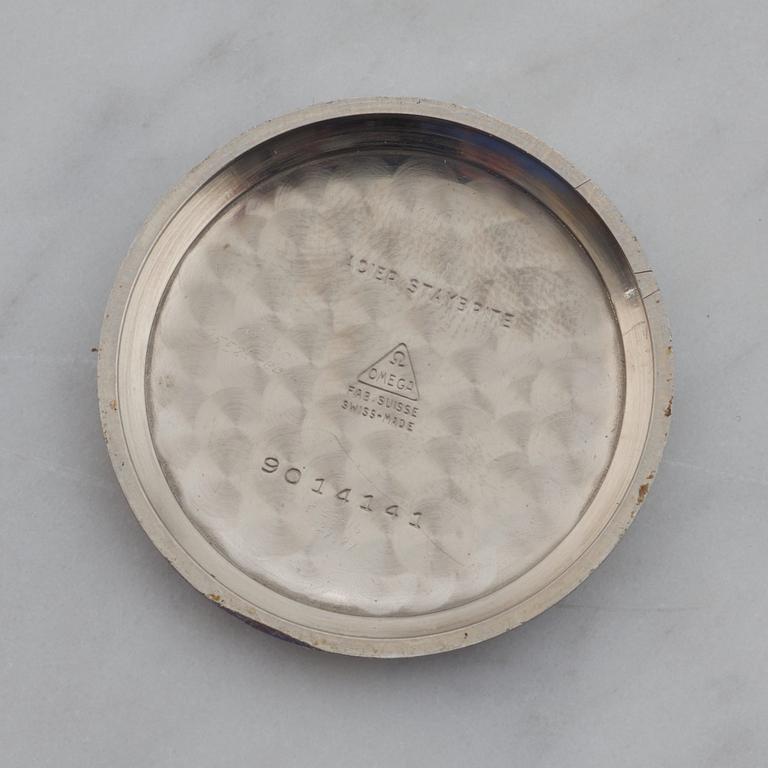 ACIER STAYBRITE
Ω
OMEGA
FAB. SUISSE
SWISS-MADE
9014141